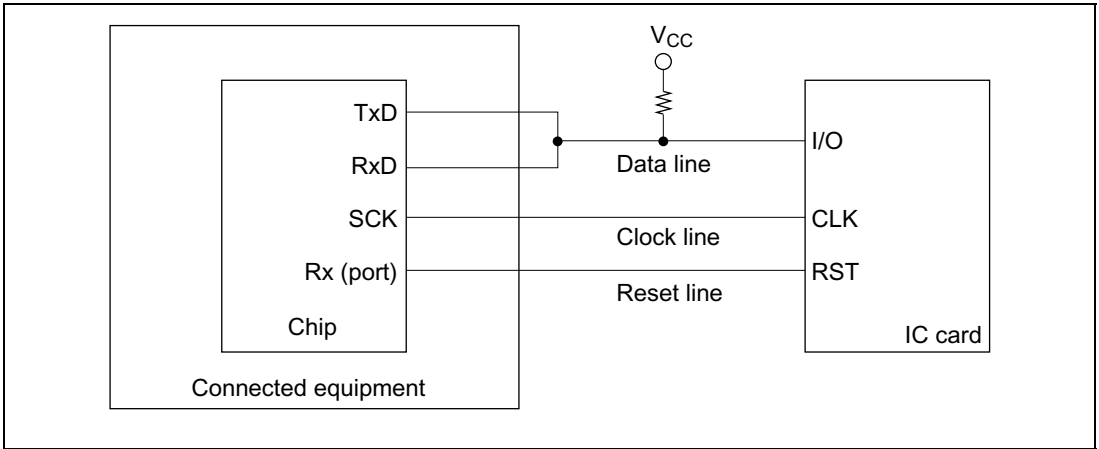 VCC
TxD
I/O
RxD
Data line
SCK
CLK
Clock line
Rx (port)
RST
Reset line
Chip
IC card
Connected equipment